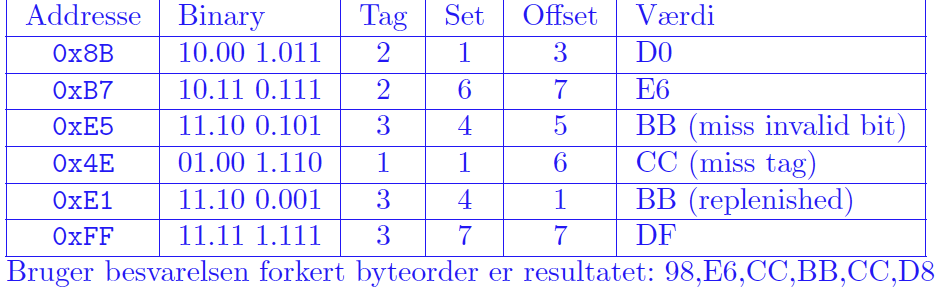 Addresse Binary Tag Set Offset Værdi
0x8B 10.00 1.011 2 1 3 D0
0xB7 10.11 0.111 2 6 7 E6
0xE5 11.10 0.101 3 4 5 BB (miss invalid bit)
0x4E 01.00 1.110 1 1 6 CC (miss tag)
0xE1 11.10 0.001 3 4 1 BB (replenished)
0xFF 11.11 1.111 3 7 7 DF
Bruger besvarelsen forkert byteorder er resultatet: 98,E6,CC,BB,CC,D8